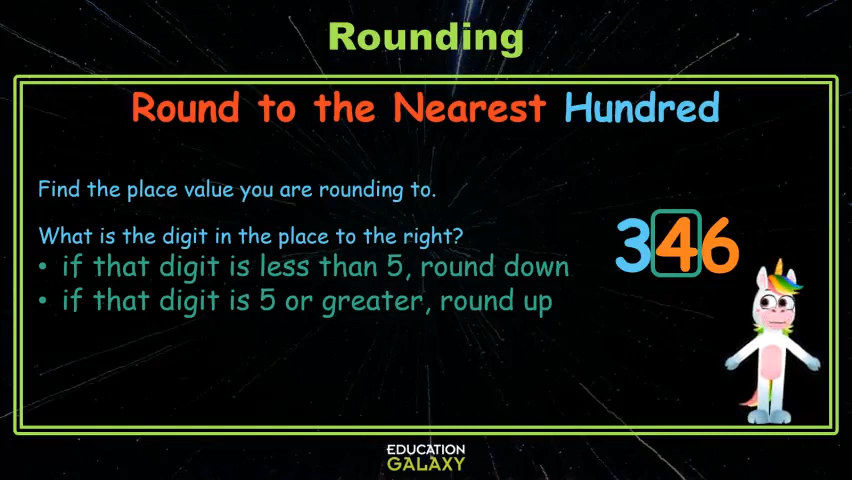 Rounding
Round to the Nearest Hundred
Find the place value you are rounding to.
What is the digit in the place to the right?
• if that digit is less than 5, round down
• if that digit is 5 or greater, round up
346
EDUCATION
GALAXY